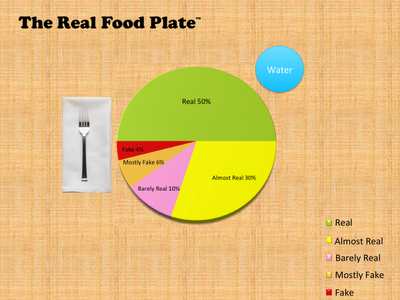 The Real Food Plate™
Water
Real 50%
Fake 4%
Mostly Fake 6%
Almost Real 30%
Barely Real 10%
Real
Almost Real
Barely Real
Mostly Fake
Fake